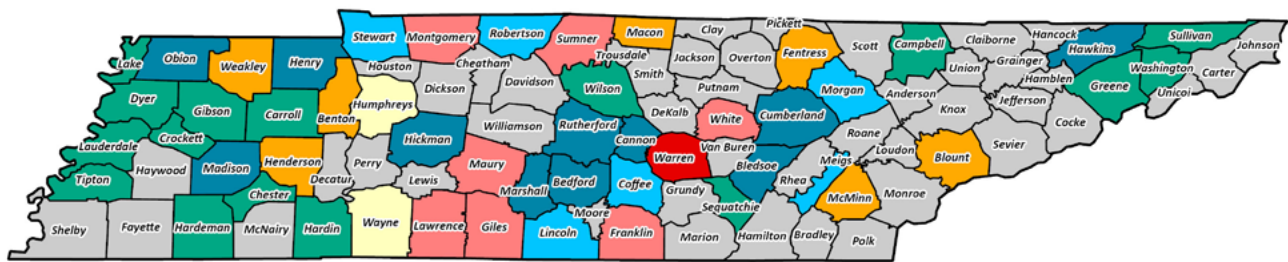 Pickett
Clay
Hancock
Stewart
Montgomery
Robertson
Sumner
Macon
Scott
Campbell
Claiborne
Hawkins
Sullivan
Johnson
Lake
Obion
Weakley
Henry
Houston
Cheatham
Trousdale
Jackson
Overton
Fentress
Union
Grainger
Hamblen
Washington
Carter
Unicoi
Dyer
Gibson
Carroll
Benton
Humphreys
Dickson
Davidson
Wilson
Smith
Putnam
Morgan
Anderson
Knox
Jefferson
Greene
Cocke
Lauderdale
Crockett
Hickman
Williamson
Rutherford
Cannon
DeKalb
White
Cumberland
Roane
Loudon
Blount
Sevier
Tipton
Haywood
Madison
Henderson
Decatur
Perry
Lewis
Maury
Marshall
Bedford
Coffee
Warren
Van Buren
Bledsoe
Rhea
Meigs
McMinn
Monroe
Shelby
Fayette
Hardeman
Chester
McNairy
Hardin
Wayne
Lawrence
Giles
Lincoln
Moore
Franklin
Grundy
Sequatchie
Marion
Hamilton
Bradley
Polk